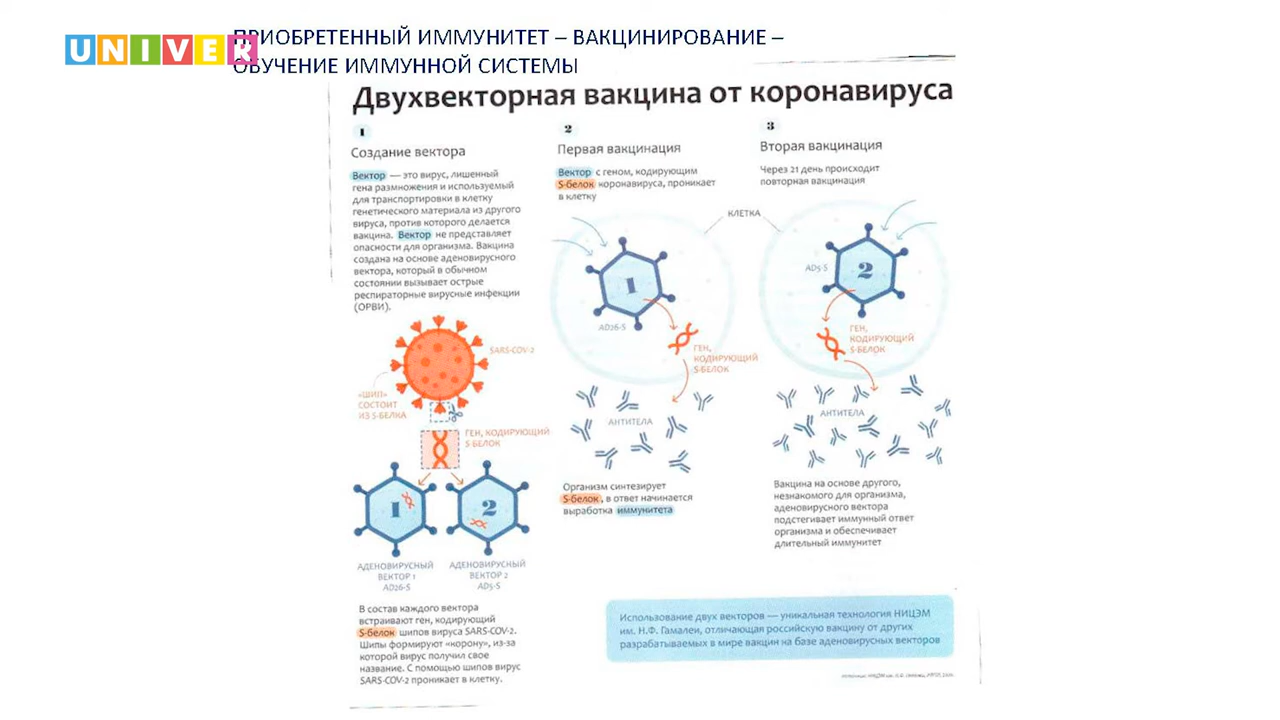 UNIVER
ПРИОБРЕТЕННЫЙ ИММУНИТЕТ – ВАКЦИНИРОВАНИЕ –
ОБУЧЕНИЕ ИММУННОЙ СИСТЕМЫ
Двухвекторная вакцина от коронавируса
1
Создание вектора
Вектор — это вирус, лишенный
гена размножения и используемый
для транспортировки в клетку
генетического материала из другого
вируса, против которого делается
вакцина. Вектор не представляет
опасности для организма. Вакцина
создана на основе аденовирусного
вектора, который в обычном
состоянии вызывает острые
респираторные вирусные инфекции
(ОРВИ).
SARS-COV-2
«ШИП»
СОСТОИТ
ИЗ S-БЕЛКА
ГЕН, КОДИРУЮЩИЙ
S-БЕЛОК
1
2
АДЕНОВИРУСНЫЙ
ВЕКТОР 1
AD26-S
АДЕНОВИРУСНЫЙ
ВЕКТОР 2
AD5-S
В состав каждого вектора
встраивают ген, кодирующий
S-белок шипов вируса SARS-COV-2.
Шипы формируют «корону», из-за
которой вирус получил свое
название. С помощью шипов вирус
SARS-COV-2 проникает в клетку.
2
Первая вакцинация
Вектор с геном, кодирующим
S-белок коронавируса, проникает
в клетку
КЛЕТКА
1
AD26-S
ГЕН,
КОДИРУЮЩИЙ
S-БЕЛОК
АНТИТЕЛА
Организм синтезирует
S-белок, в ответ начинается
выработка иммунитета
3
Вторая вакцинация
Через 21 день происходит
повторная вакцинация
AD5-S
2
ГЕН,
КОДИРУЮЩИЙ
S-БЕЛОК
АНТИТЕЛА
Вакцина на основе другого,
незнакомого для организма,
аденовирусного вектора
подстегивает иммунный ответ
организма и обеспечивает
длительный иммунитет
Использование двух векторов — уникальная технология НИЦЭМ
им. Н.Ф. Гамалеи, отличающая российскую вакцину от других
разрабатываемых в мире вакцин на базе аденовирусных векторов